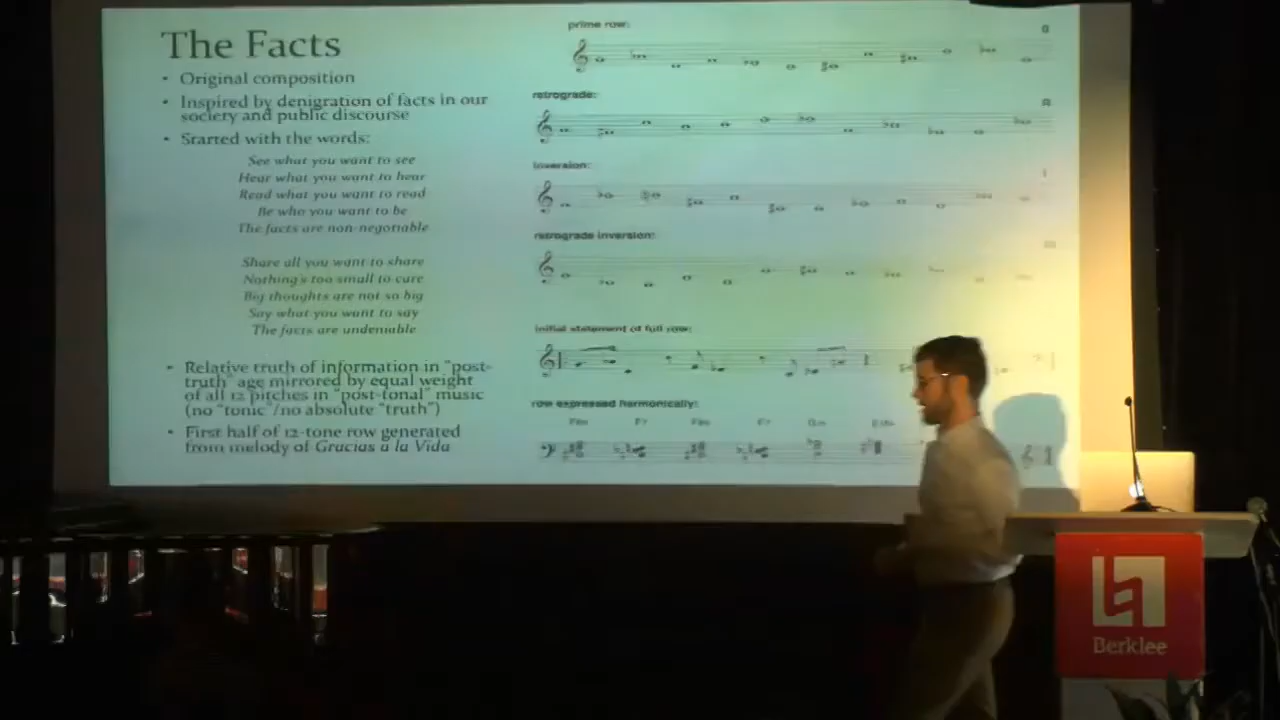 The Facts
• Original composition
• Inspired by denigration of facts in our
society and public discourse
• Started with the words:
See what you want to see
Hear what you want to hear
Read what you want to read
Be who you want to be
The facts are non-negotiable
Share all you want to share
Nothing's too small to care
Big thoughts are not so big
Say what you want to say
The facts are undeniable
• Relative truth of information in "post-
truth" age mirrored by equal weight
of all 12 pitches in "post-tonal" music
(no "tonic"/no absolute "truth")
• First half of 12-tone row generated
from melody of Gracias a la Vida
prime row:
retrograde:
R
inversion:
I
retrograde inversion:
initial statement of full row:
row expressed harmonically:
Berklee